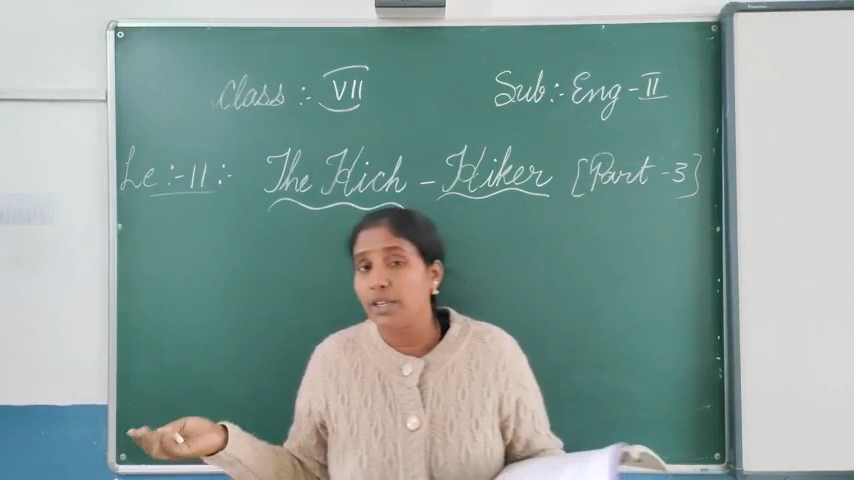 Class :- VII Sub :- Eng - II
Le :- 11 :- The Hich - Hiker [Part - 3]